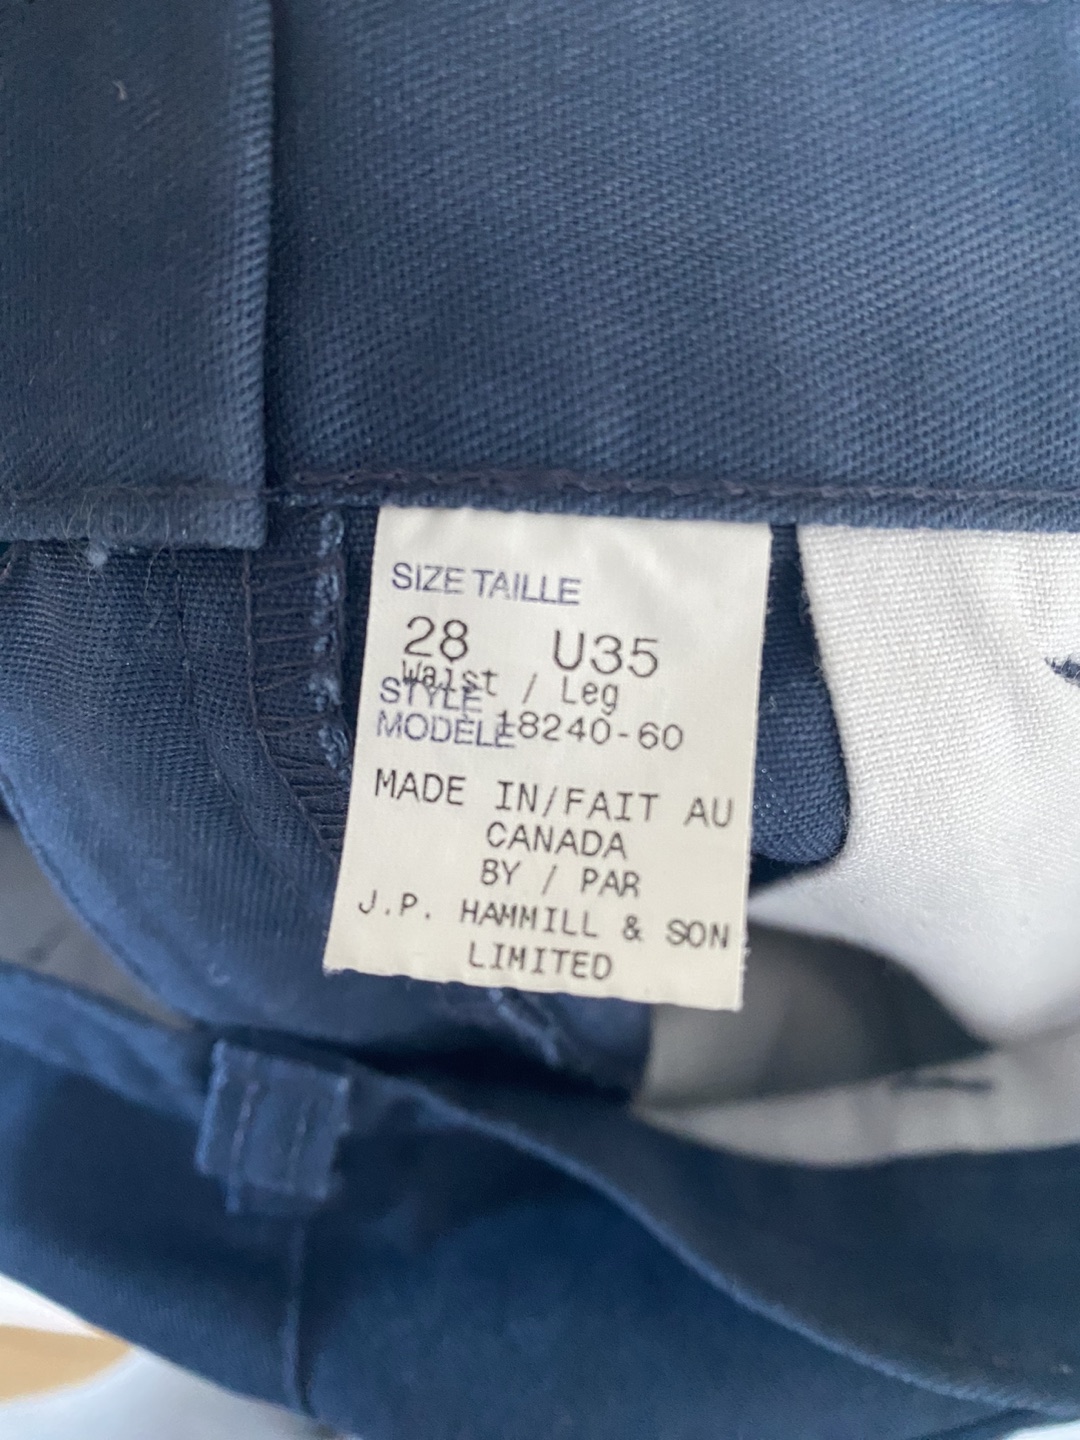 SIZE TAILLE
28 U35
Waist / Leg
STYLE
MODÈLE 18240-60
MADE IN/FAIT AU
CANADA
BY / PAR
J.P. HAMMILL & SON
LIMITED